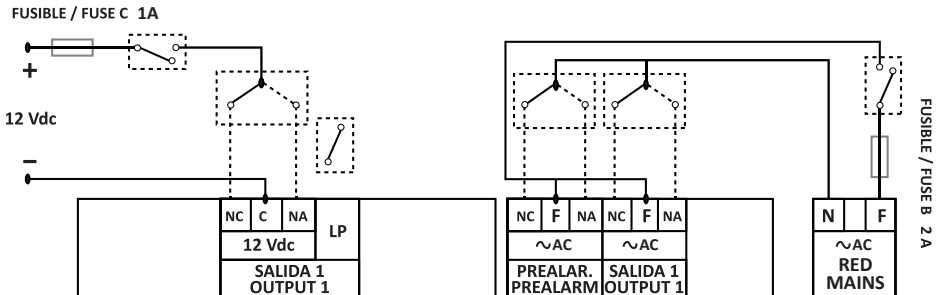 FUSIBLE / FUSE C 1A
+
12 Vdc
−
NC C NA
LP
12 Vdc
SALIDA 1
OUTPUT 1
NC F NA NC F NA
~AC ~AC
PREALAR.
PREALARM
SALIDA 1
OUTPUT 1
N F
~AC
RED
MAINS
FUSIBLE / FUSE B 2 A